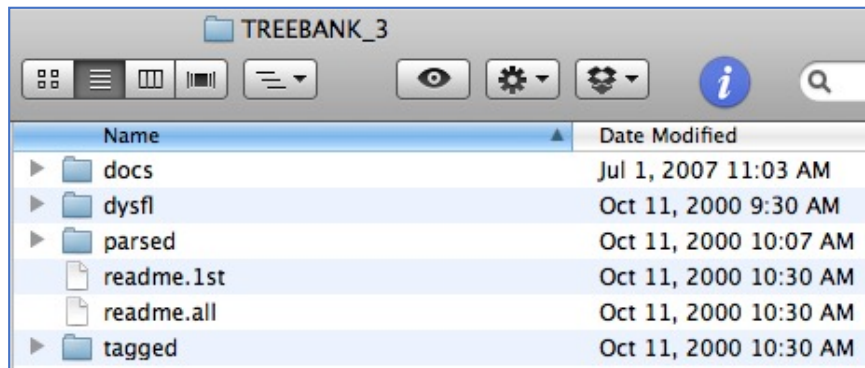 TREEBANK_3
i
Name Date Modified
docs Jul 1, 2007 11:03 AM
dysfl Oct 11, 2000 9:30 AM
parsed Oct 11, 2000 10:07 AM
readme.1st Oct 11, 2000 10:30 AM
readme.all Oct 11, 2000 10:30 AM
tagged Oct 11, 2000 10:30 AM